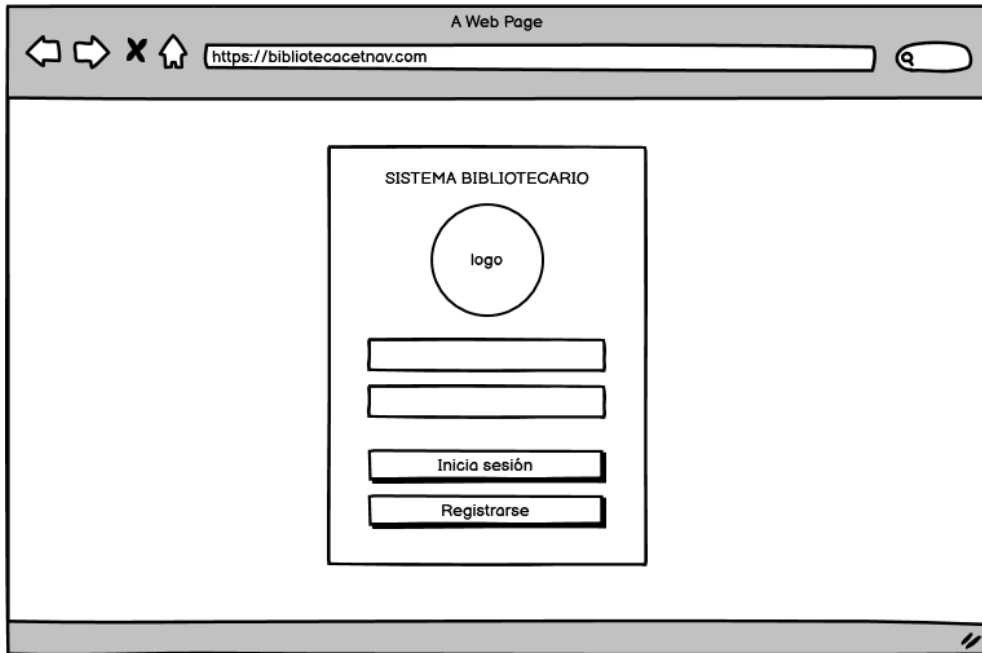 A Web Page
https://bibliotecacetnav.com
SISTEMA BIBLIOTECARIO
logo
Inicia sesión
Registrarse